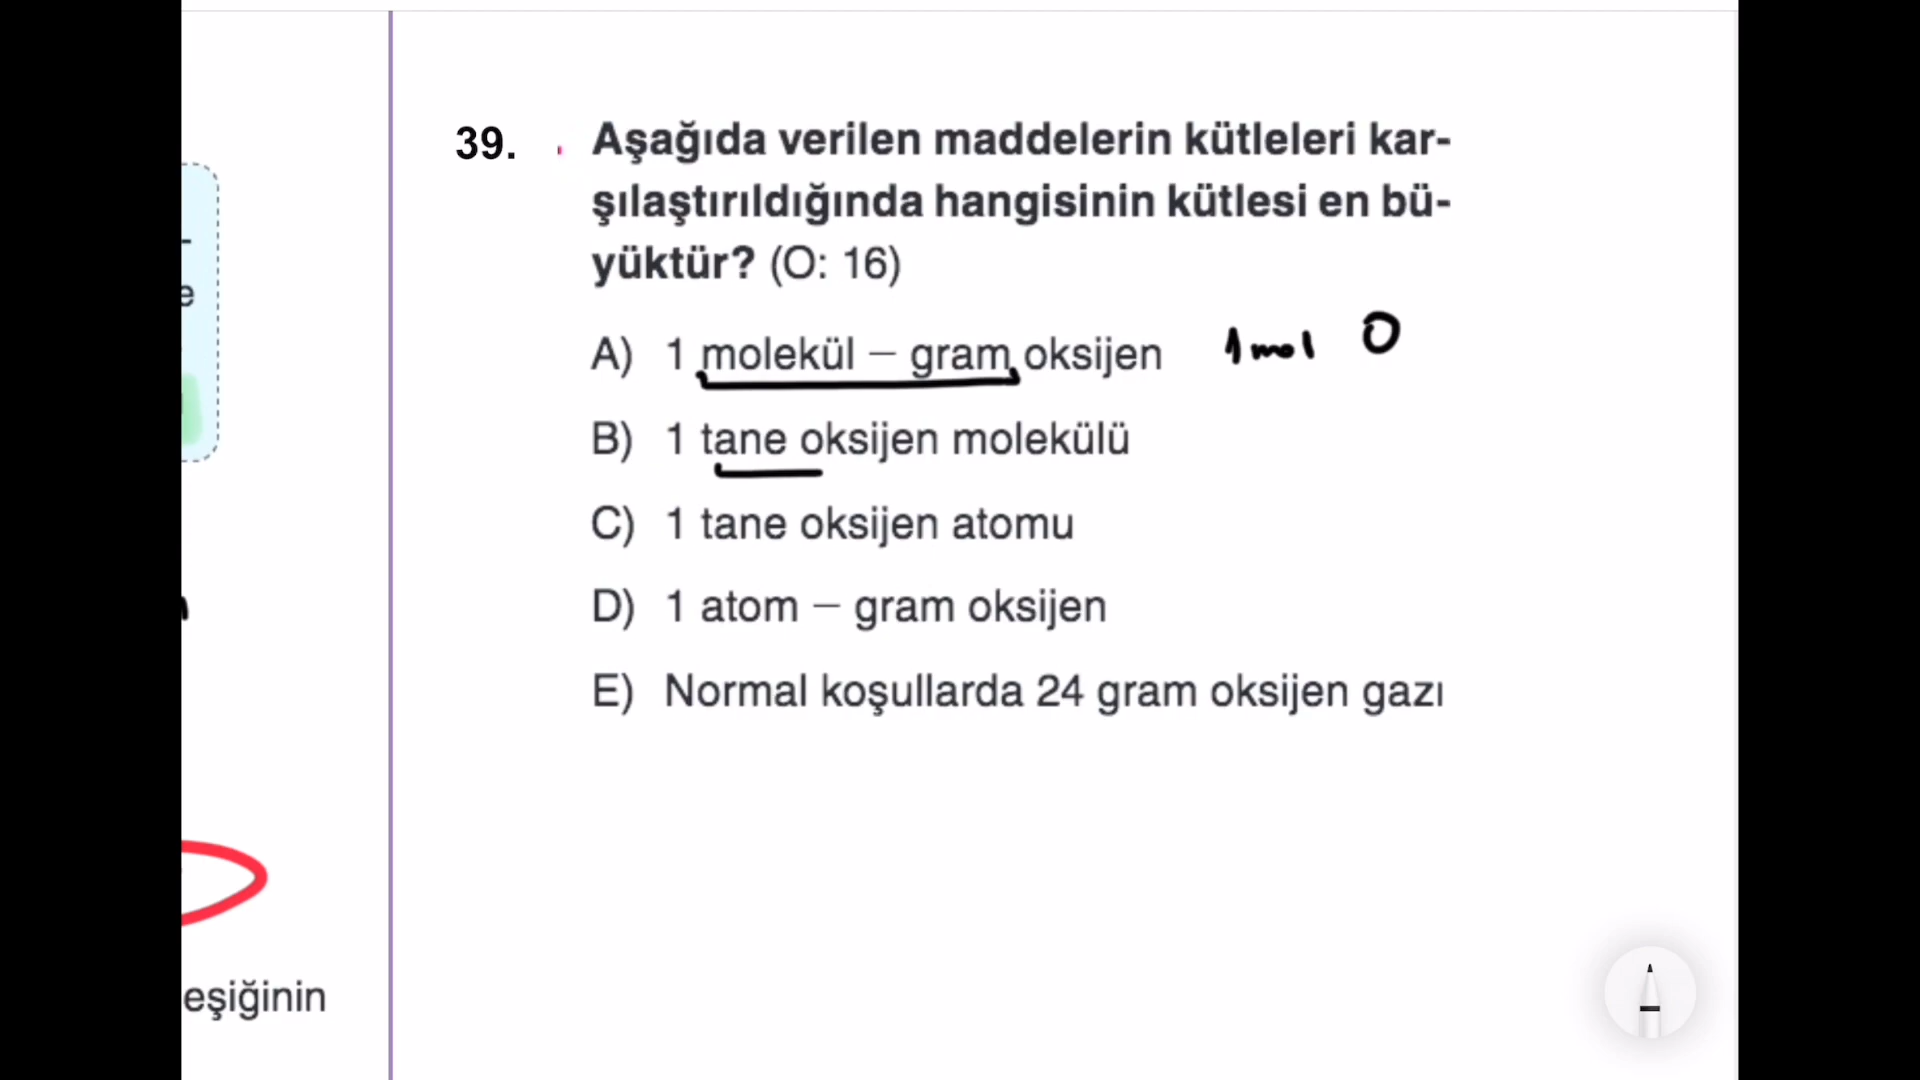 39. Aşağıda verilen maddelerin kütleleri kar-
şılaştırıldığında hangisinin kütlesi en bü-
yüktür? (O: 16)
A) 1 molekül – gram oksijen 1 mol O
B) 1 tane oksijen molekülü
C) 1 tane oksijen atomu
D) 1 atom – gram oksijen
E) Normal koşullarda 24 gram oksijen gazı
e
eşiğinin